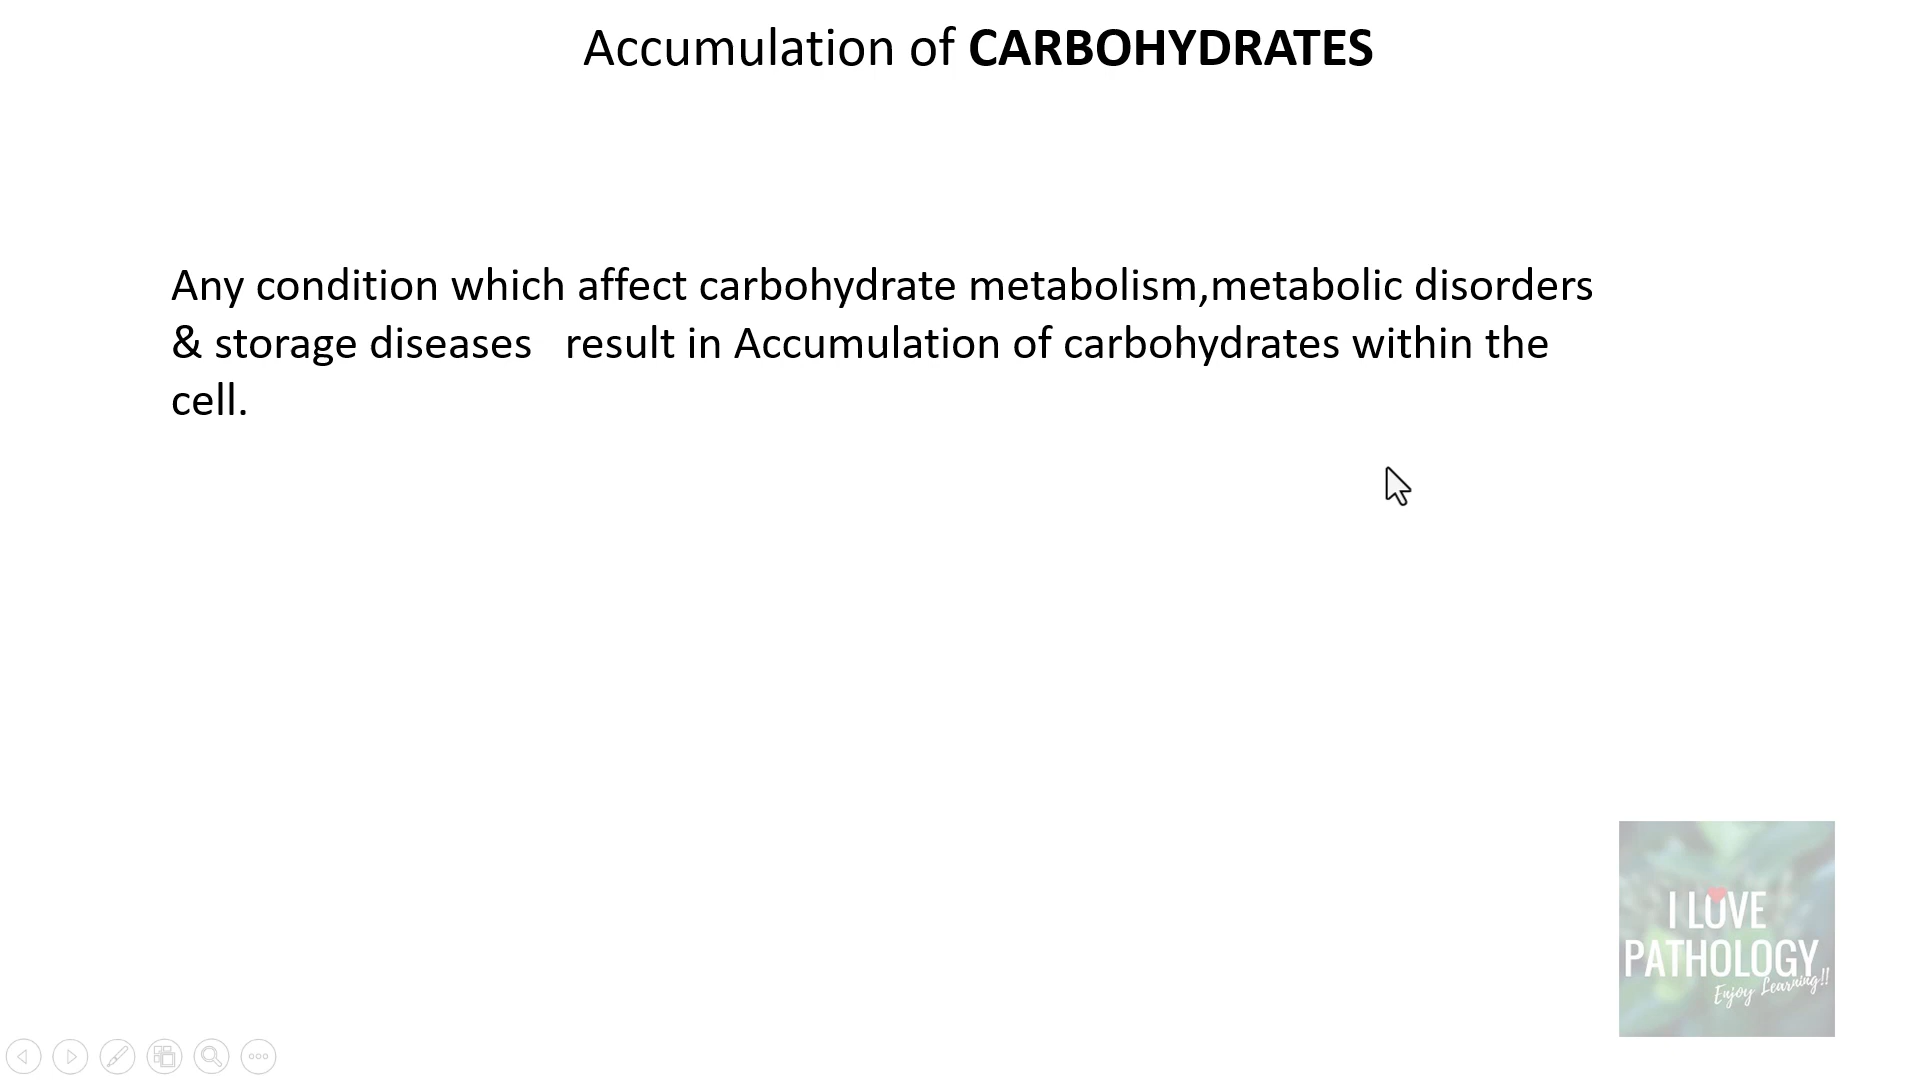 Accumulation of CARBOHYDRATES
Any condition which affect carbohydrate metabolism,metabolic disorders
& storage diseases   result in Accumulation of carbohydrates within the
cell.
I LOVE
PATHOLOGY
Enjoy Learning!!